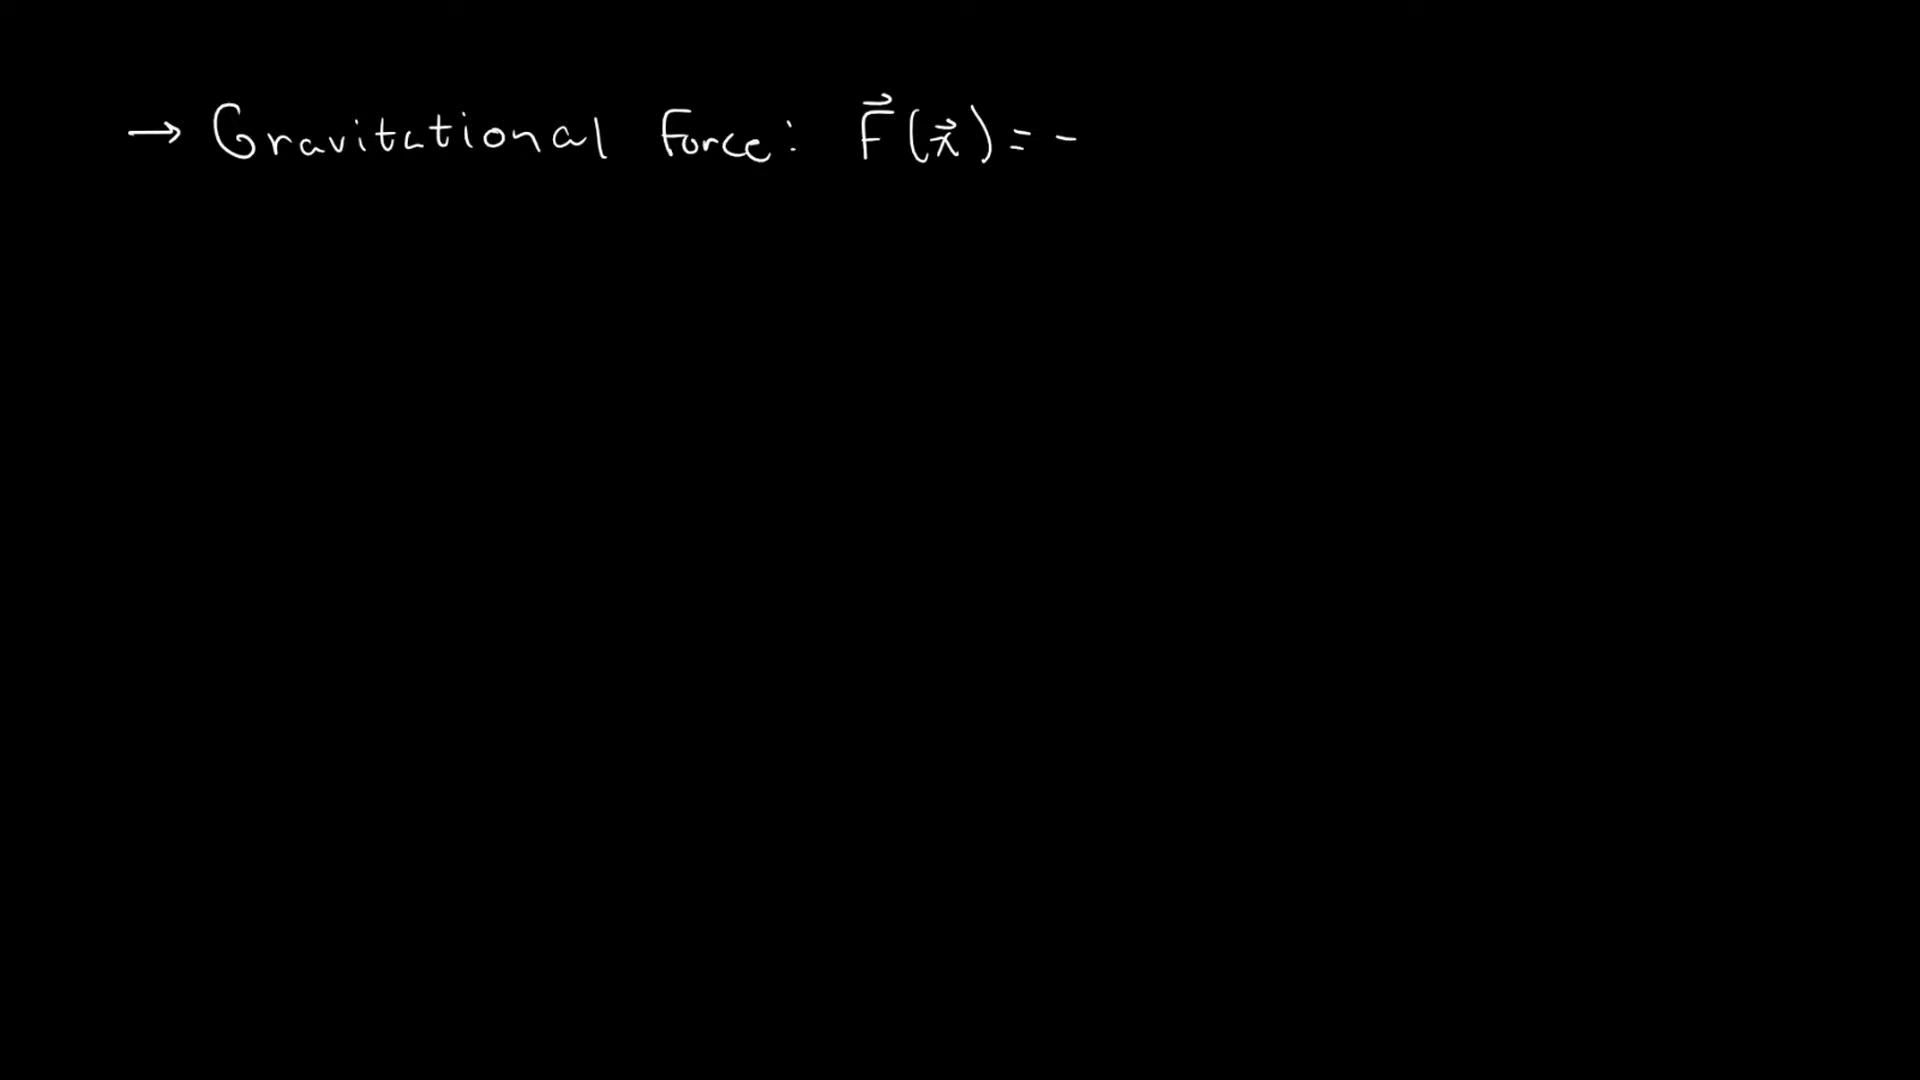 → Gravitational Force: F⃗(x⃗) = -